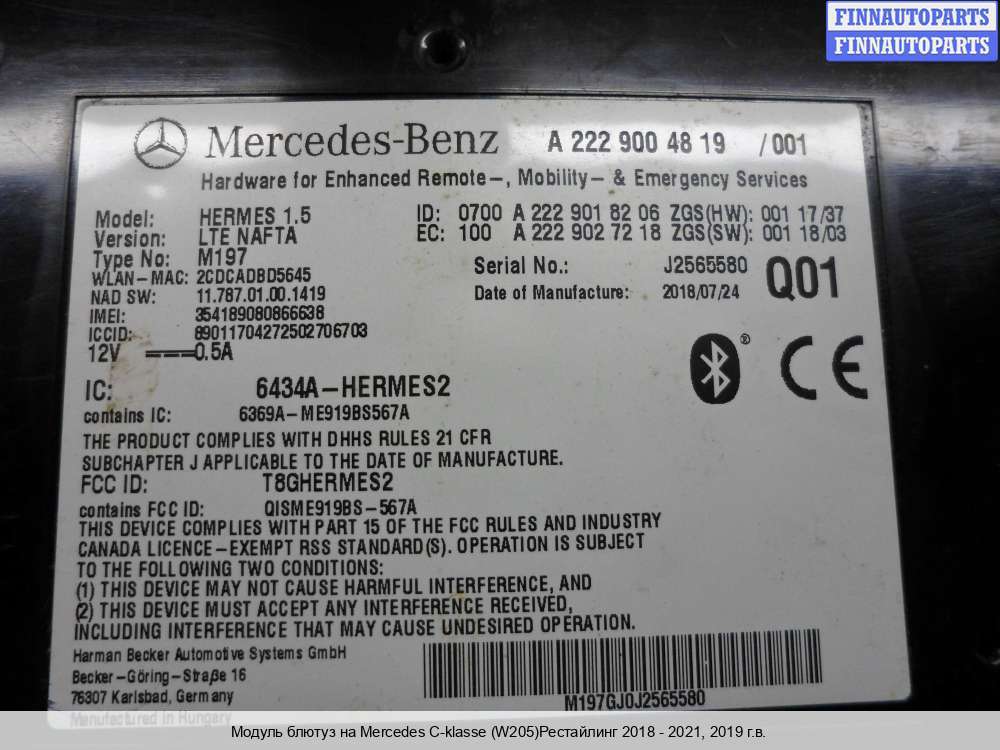 FINNAUTOPARTS
FINNAUTOPARTS
Mercedes-Benz A 222 900 48 19 /001
Hardware for Enhanced Remote-, Mobility- & Emergency Services
Model: HERMES 1.5 ID: 0700 A 222 901 82 06 ZGS(HW): 001 17/37
Version: LTE NAFTA EC: 100 A 222 902 72 18 ZGS(SW): 001 18/03
Type No: M197 Serial No.: J2565580 Q01
WLAN-MAC: 2CDCADBD5645
NAD SW: 11.787.01.00.1419 Date of Manufacture: 2018/07/24
IMEI: 354189080866638
ICCID: 89011704272502706703
12V 0.5A
IC: 6434A-HERMES2
contains IC: 6369A-ME919BS567A
THE PRODUCT COMPLIES WITH DHHS RULES 21 CFR
SUBCHAPTER J APPLICABLE TO THE DATE OF MANUFACTURE.
FCC ID: T8GHERMES2
contains FCC ID: QISME919BS-567A
THIS DEVICE COMPLIES WITH PART 15 OF THE FCC RULES AND INDUSTRY
CANADA LICENCE-EXEMPT RSS STANDARD(S). OPERATION IS SUBJECT
TO THE FOLLOWING TWO CONDITIONS:
(1) THIS DEVICE MAY NOT CAUSE HARMFUL INTERFERENCE, AND
(2) THIS DEVICE MUST ACCEPT ANY INTERFERENCE RECEIVED,
INCLUDING INTERFERENCE THAT MAY CAUSE UNDESIRED OPERATION.
Harman Becker Automotive Systems GmbH
Becker-Göring-Straße 16
76307 Karlsbad, Germany
M197GJ0J2565580
Manufactured in Hungary
Модуль блютуз на Mercedes C-klasse (W205)Рестайлинг 2018 - 2021, 2019 г.в.